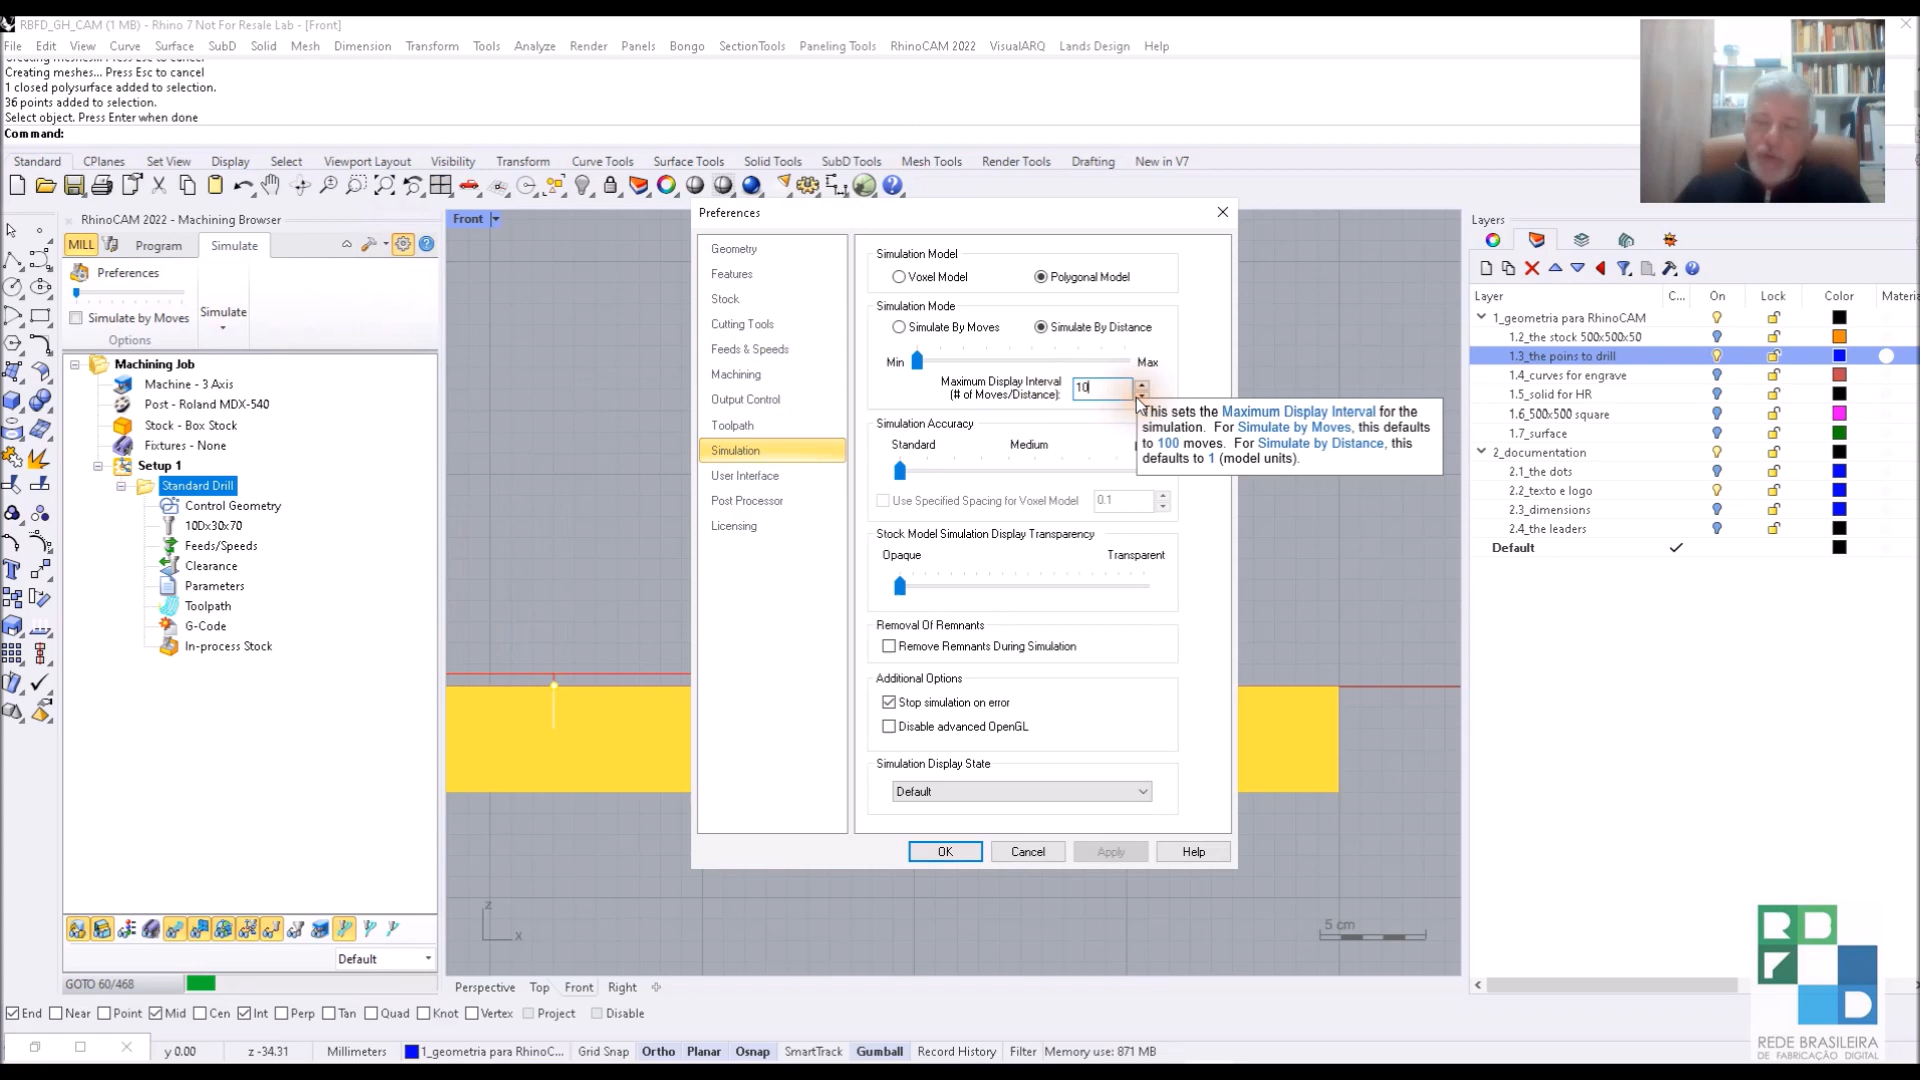 RBFD_GH_CAM (1 MB) - Rhino 7 Not For Resale Lab - [Front]
File Edit View Curve Surface SubD Solid Mesh Dimension Transform Tools Analyze Render Panels Bongo SectionTools Paneling Tools RhinoCAM 2022 VisualARQ Lands Design Help
Creating meshes... Press Esc to cancel
Creating meshes... Press Esc to cancel
1 closed polysurface added to selection.
36 points added to selection.
Select object. Press Enter when done
Command:
Standard CPlanes Set View Display Select Viewport Layout Visibility Transform Curve Tools Surface Tools Solid Tools SubD Tools Mesh Tools Render Tools Drafting New in V7
RhinoCAM 2022 - Machining Browser
MILL Program Simulate
Preferences
Simulate by Moves
Options
Simulate
Machining Job
Machine - 3 Axis
Post - Roland MDX-540
Stock - Box Stock
Fixtures - None
Setup 1
Standard Drill
Control Geometry
10Dx30x70
Feeds/Speeds
Clearance
Parameters
Toolpath
G-Code
In-process Stock
Default
GOTO 60/468
Front
Preferences
Geometry
Features
Stock
Cutting Tools
Feeds & Speeds
Machining
Output Control
Toolpath
Simulation
User Interface
Post Processor
Licensing
Simulation Model
Voxel Model Polygonal Model
Simulation Mode
Simulate By Moves Simulate By Distance
Min Max
Maximum Display Interval
(# of Moves/Distance): 10
This sets the Maximum Display Interval for the
simulation. For Simulate by Moves, this defaults
to 100 moves. For Simulate by Distance, this
defaults to 1 (model units).
Simulation Accuracy
Standard Medium
Use Specified Spacing for Voxel Model 0.1
Stock Model Simulation Display Transparency
Opaque Transparent
Removal Of Remnants
Remove Remnants During Simulation
Additional Options
Stop simulation on error
Disable advanced OpenGL
Simulation Display State
Default
OK Cancel Apply Help
z
x
5 cm
Perspective Top Front Right
Layers
Layer C... On Lock Color Materia
1_geometria para RhinoCAM
1.2_the stock 500x500x50
1.3_the poins to drill
1.4_curves for engrave
1.5_solid for HR
1.6_500x500 square
1.7_surface
2_documentation
2.1_the dots
2.2_texto e logo
2.3_dimensions
2.4_the leaders
Default
End Near Point Mid Cen Int Perp Tan Quad Knot Vertex Project Disable
y 0.00 z -34.31 Millimeters 1_geometria para RhinoC... Grid Snap Ortho Planar Osnap SmartTrack Gumball Record History Filter Memory use: 871 MB
RBFD
REDE BRASILEIRA
DE FABRICAÇÃO DIGITAL